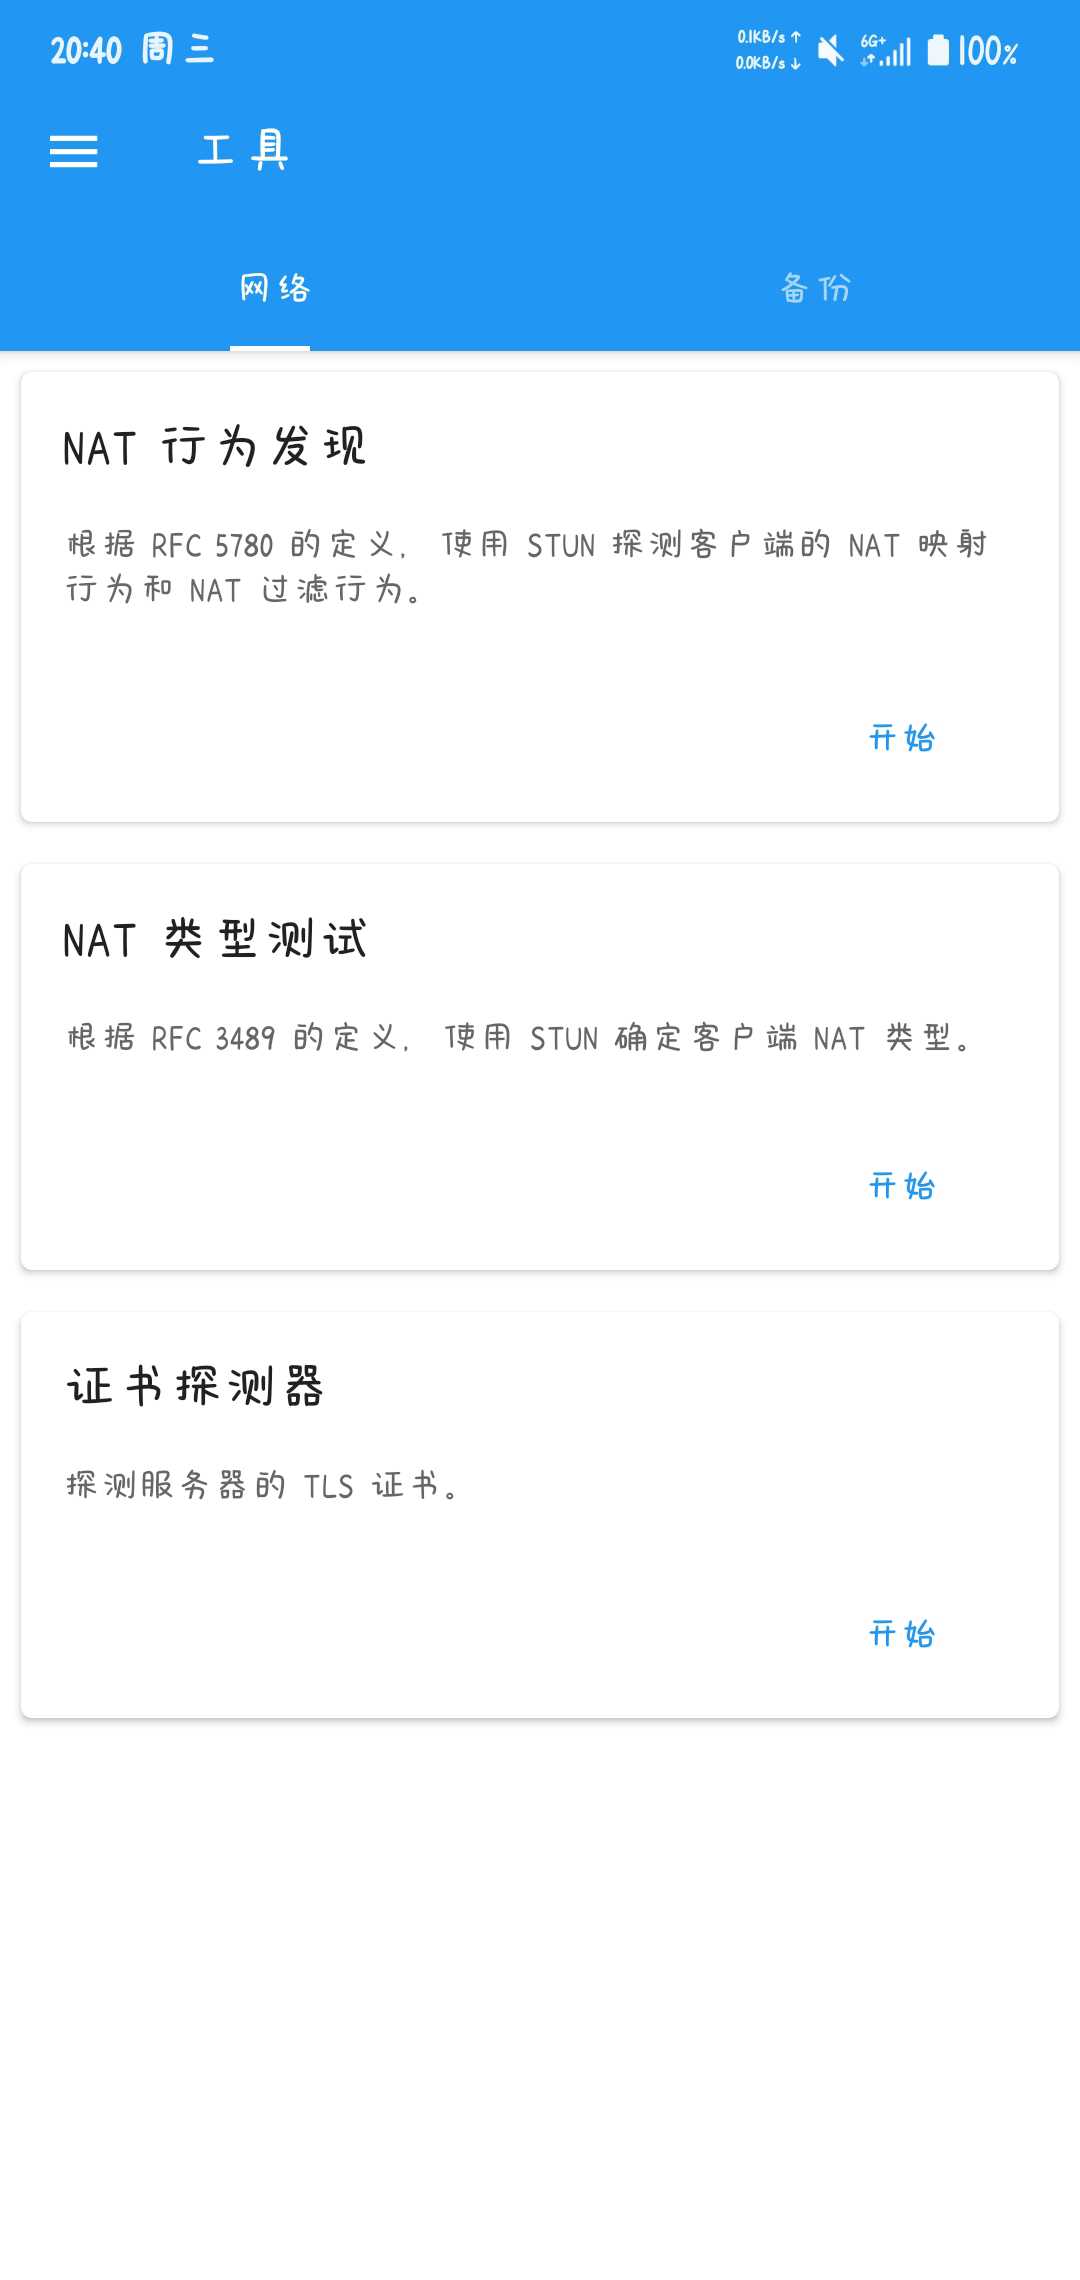 20:40 周三
0.1KB/s ↑
0.0KB/s ↓
6G+
100%
工具
网络
备份
NAT 行为发现
根据 RFC 5780 的定义, 使用 STUN 探测客户端的 NAT 映射
行为和 NAT 过滤行为。
开始
NAT 类型测试
根据 RFC 3489 的定义, 使用 STUN 确定客户端 NAT 类型。
开始
证书探测器
探测服务器的 TLS 证书。
开始